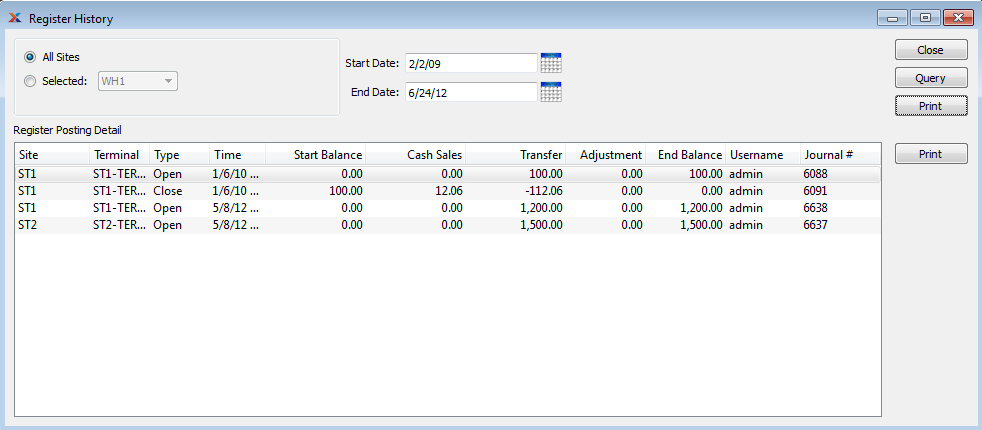 Register History
All Sites
Selected: WH1
Start Date: 2/2/09
End Date: 6/24/12
Close
Query
Print
Register Posting Detail
Site Terminal Type Time Start Balance Cash Sales Transfer Adjustment End Balance Username Journal #
ST1 ST1-TER... Open 1/6/10 ... 0.00 0.00 100.00 0.00 100.00 admin 6088
ST1 ST1-TER... Close 1/6/10 ... 100.00 12.06 -112.06 0.00 0.00 admin 6091
ST1 ST1-TER... Open 5/8/12 ... 0.00 0.00 1,200.00 0.00 1,200.00 admin 6638
ST2 ST2-TER... Open 5/8/12 ... 0.00 0.00 1,500.00 0.00 1,500.00 admin 6637
Print